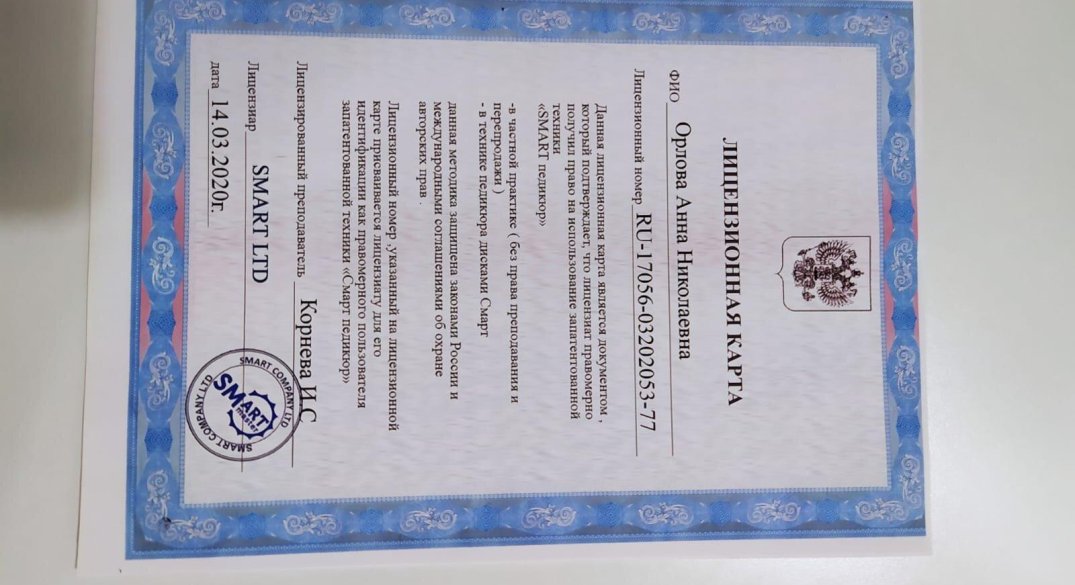 ЛИЦЕНЗИОННАЯ КАРТА
ФИО Орлова Анна Николаевна
Лицензионный номер RU-17056-03202053-77
Данная лицензионная карта является документом ,
который подтверждает, что лицензиат правомерно
получил право на использование запатентованной
техники
«SMART педикюр»
-в частной практике ( без права преподавания и
перепродажи )
- в технике педикюра дисками Смарт
данная методика защищена законами России и
международными соглашениями об охране
авторских прав .
Лицензионный номер ,указанный на лицензионной
карте присваивается лицензиату для его
идентификации как правомерного пользователя
запатентованной техники «Смарт педикюр»
Лицензированный преподаватель Корнева И.С
Лицензиар SMART LTD
дата 14.03.2020г.
SMART COMPANY LTD
SMART
master
SMART COMPANY LTD